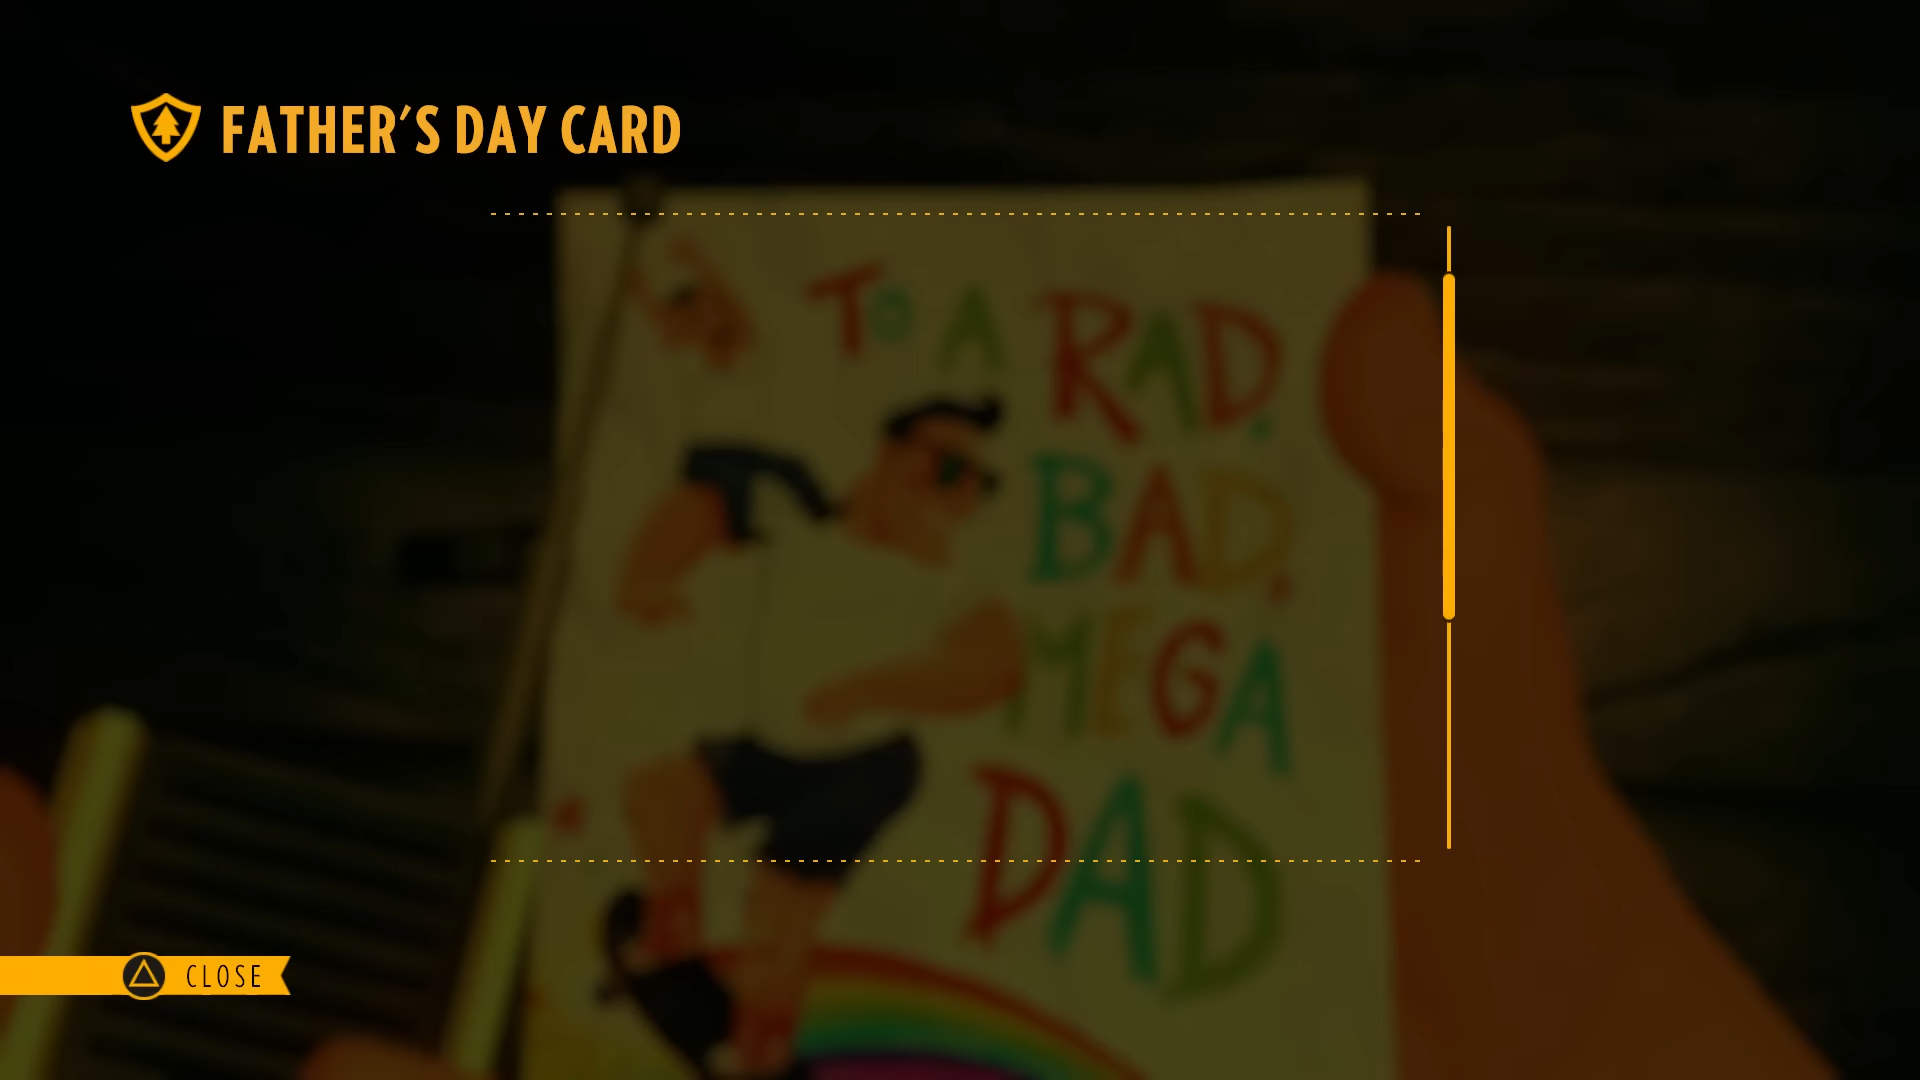 FATHER'S DAY CARD
TO A RAD,
BAD,
MEGA
DAD
CLOSE